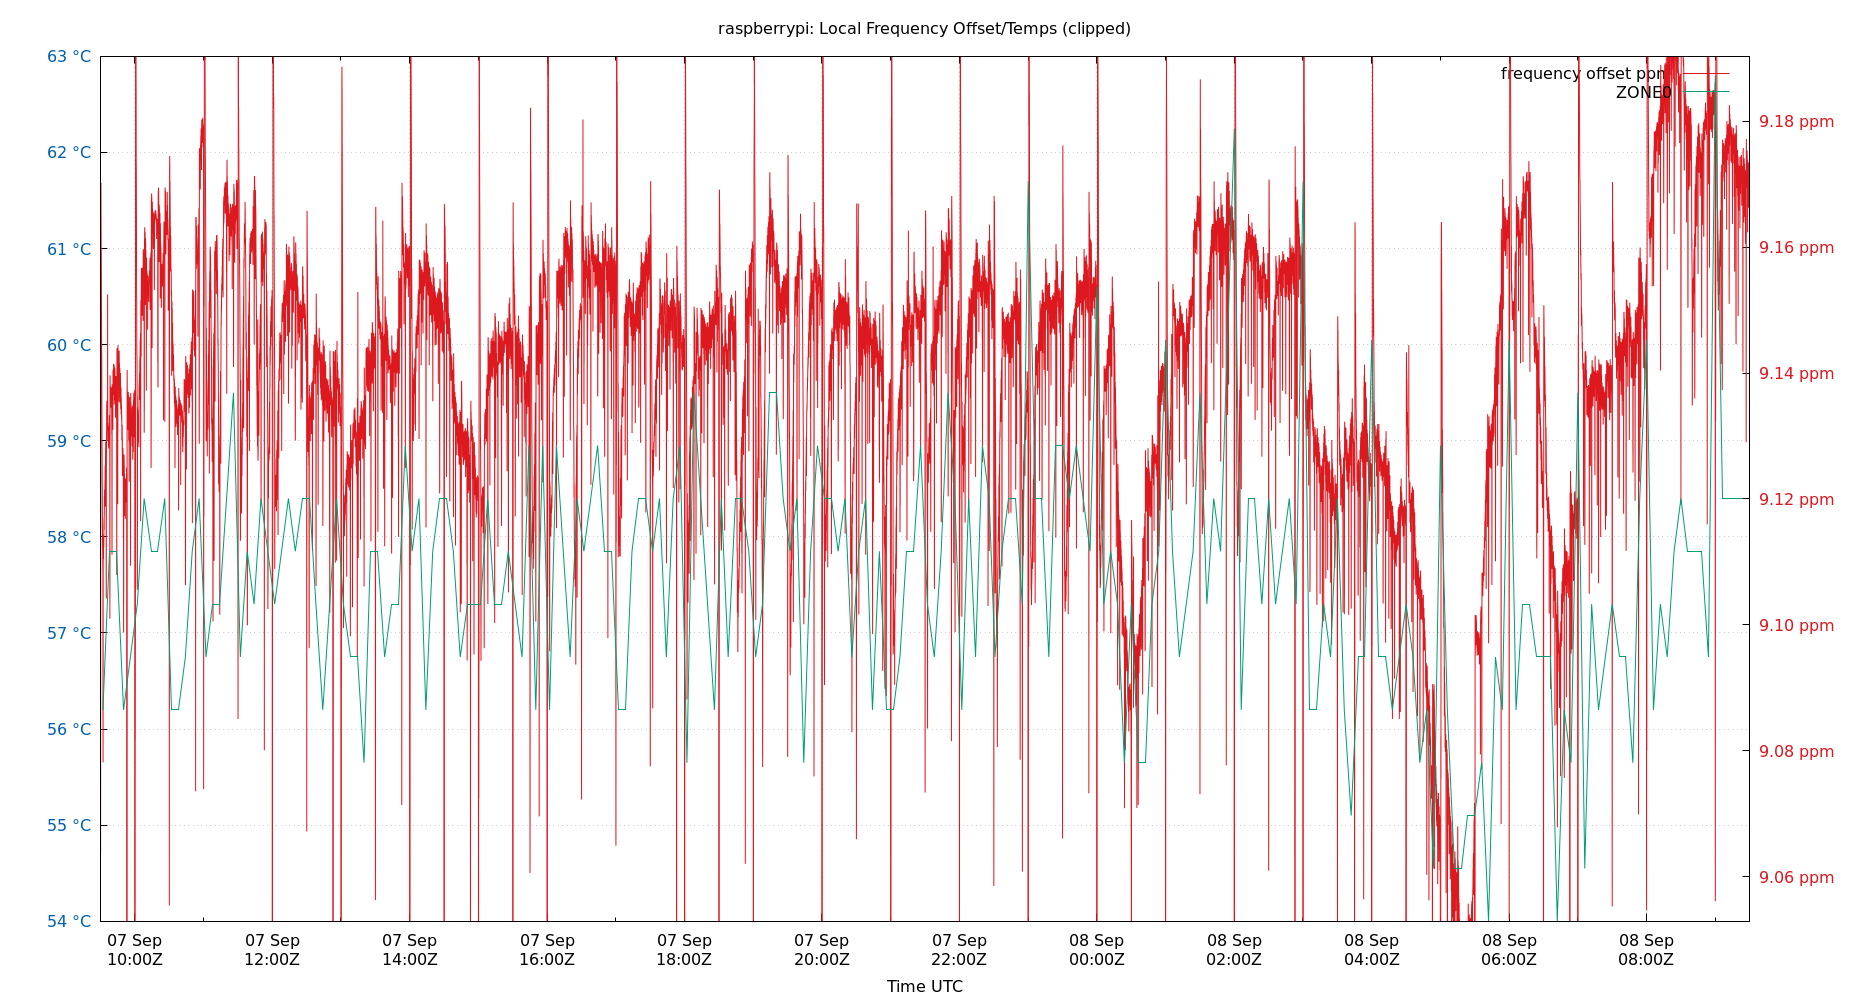 raspberrypi: Local Frequency Offset/Temps (clipped)
63 °C
62 °C
61 °C
60 °C
59 °C
58 °C
57 °C
56 °C
55 °C
54 °C
frequency offset ppm
ZONE0
9.18 ppm
9.16 ppm
9.14 ppm
9.12 ppm
9.10 ppm
9.08 ppm
9.06 ppm
07 Sep 07 Sep 07 Sep 07 Sep 07 Sep 07 Sep 07 Sep 08 Sep 08 Sep 08 Sep 08 Sep 08 Sep
10:00Z 12:00Z 14:00Z 16:00Z 18:00Z 20:00Z 22:00Z 00:00Z 02:00Z 04:00Z 06:00Z 08:00Z
Time UTC